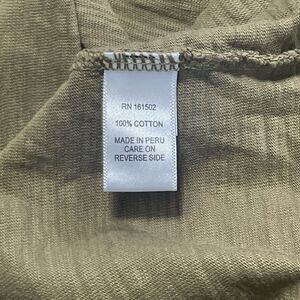 RN 161502
100% COTTON
MADE IN PERU
CARE ON
REVERSE SIDE